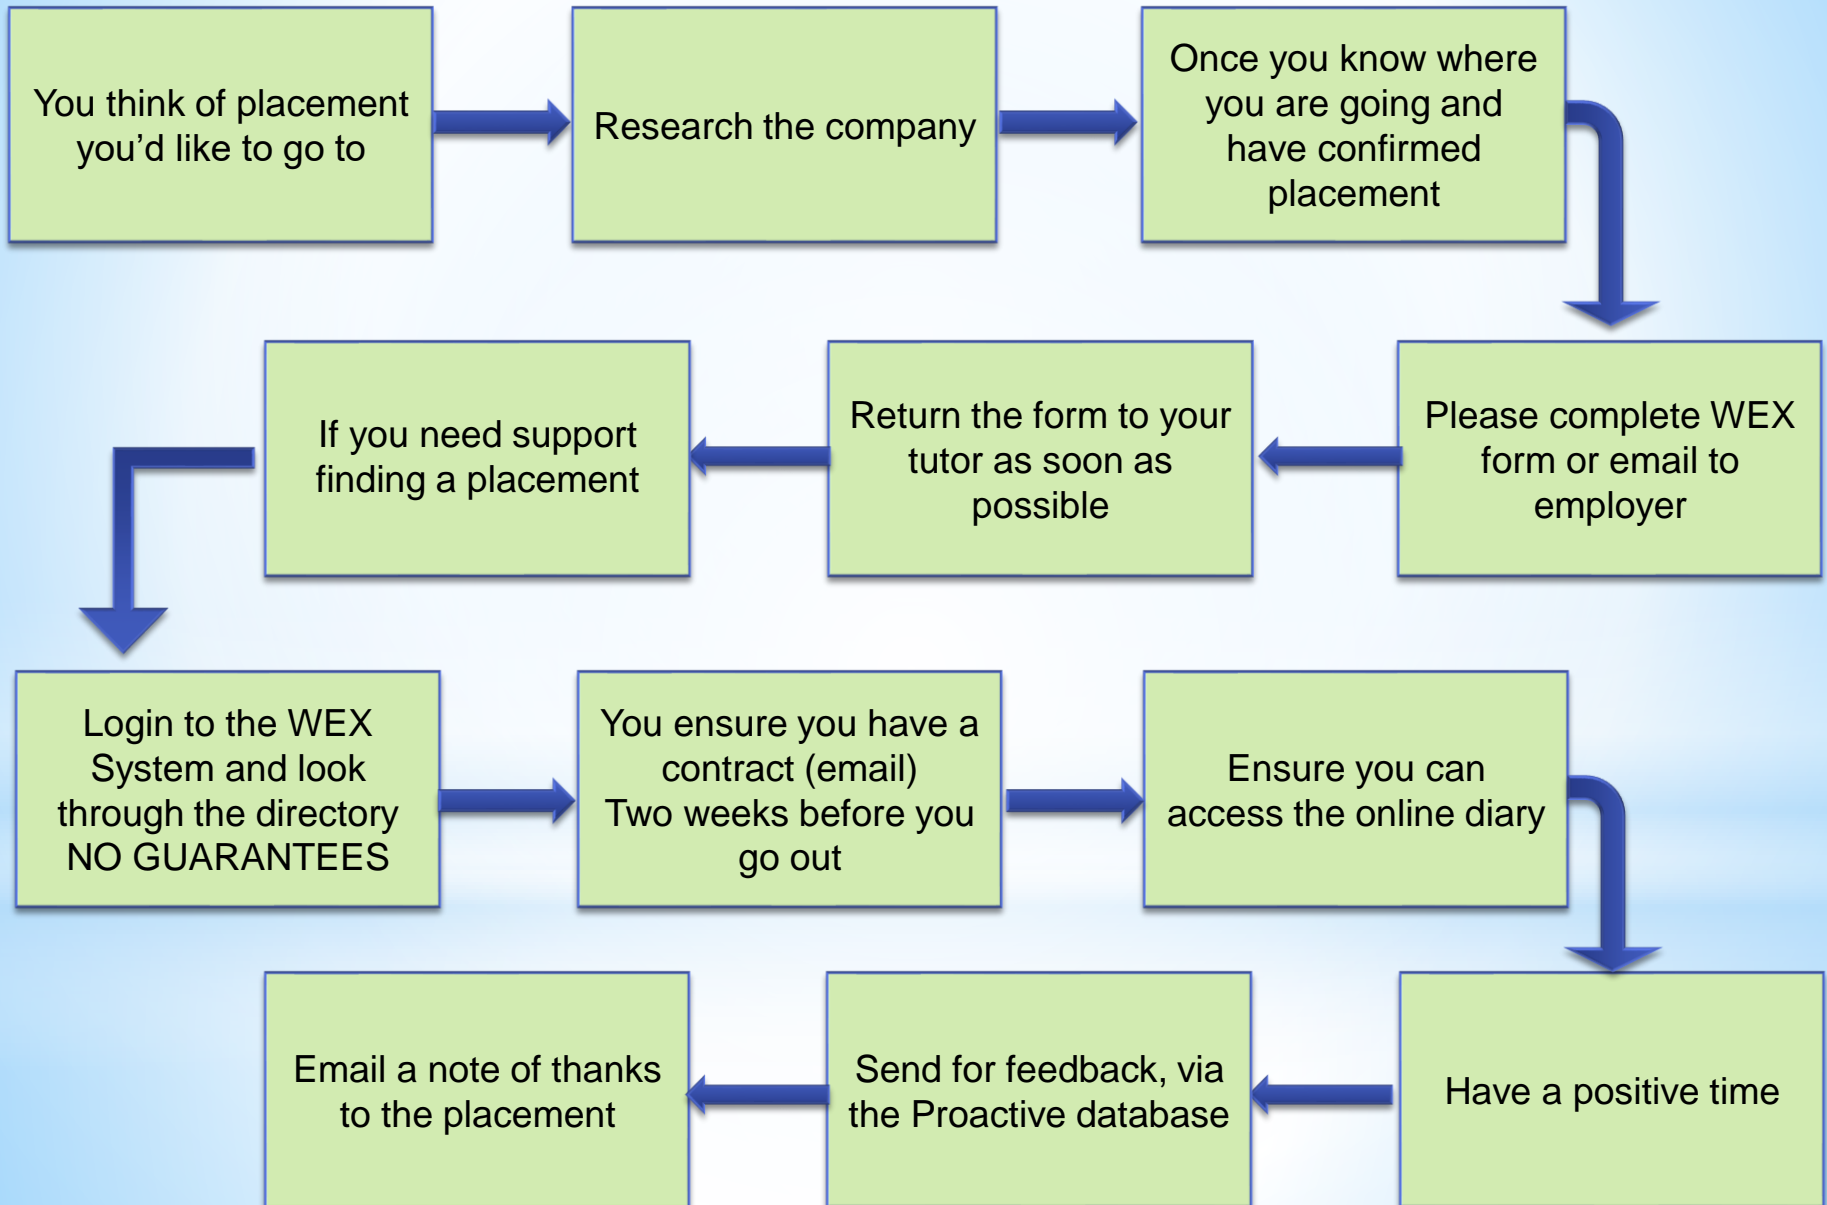 You think of placement
you’d like to go to
Research the company
Once you know where
you are going and
have confirmed
placement
Please complete WEX
form or email to
employer
Return the form to your
tutor as soon as
possible
If you need support
finding a placement
Login to the WEX
System and look
through the directory
NO GUARANTEES
You ensure you have a
contract (email)
Two weeks before you
go out
Ensure you can
access the online diary
Have a positive time
Send for feedback, via
the Proactive database
Email a note of thanks
to the placement